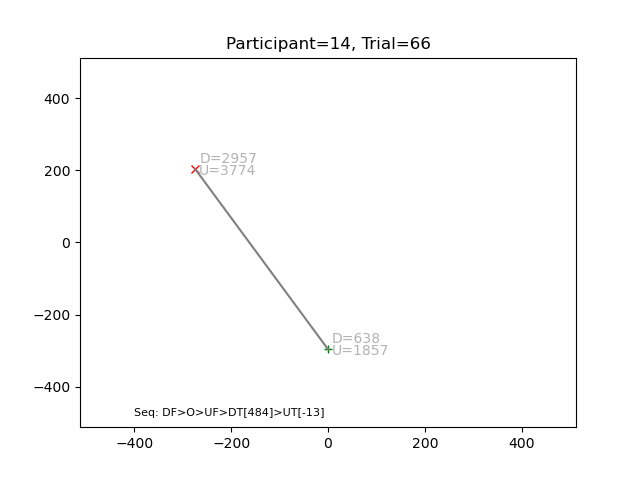 Participant=14, Trial=66
400
200
0
−200
−400
D=2957
U=3774
D=638
U=1857
Seq: DF>O>UF>DT[484]>UT[-13]
−400
−200
0
200
400